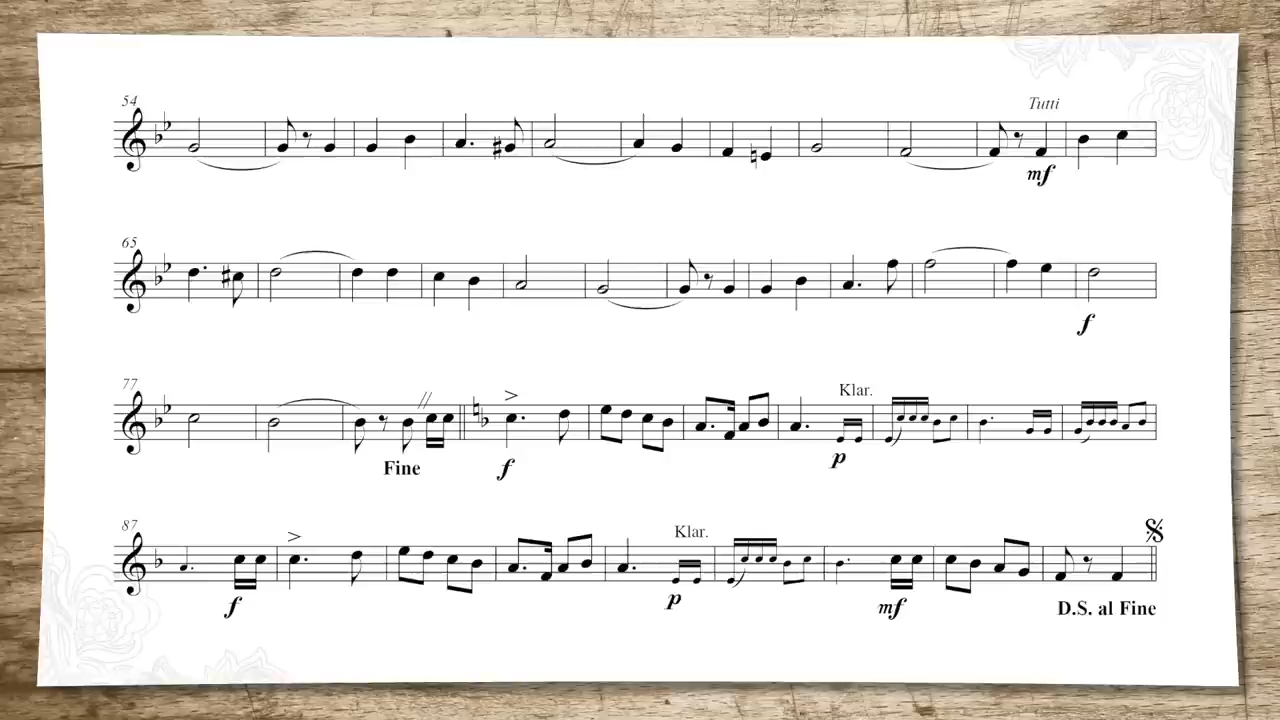 54
Tutti
mf
65
f
77
Klar.
Fine
f
p
87
Klar.
f
p
mf
D.S. al Fine